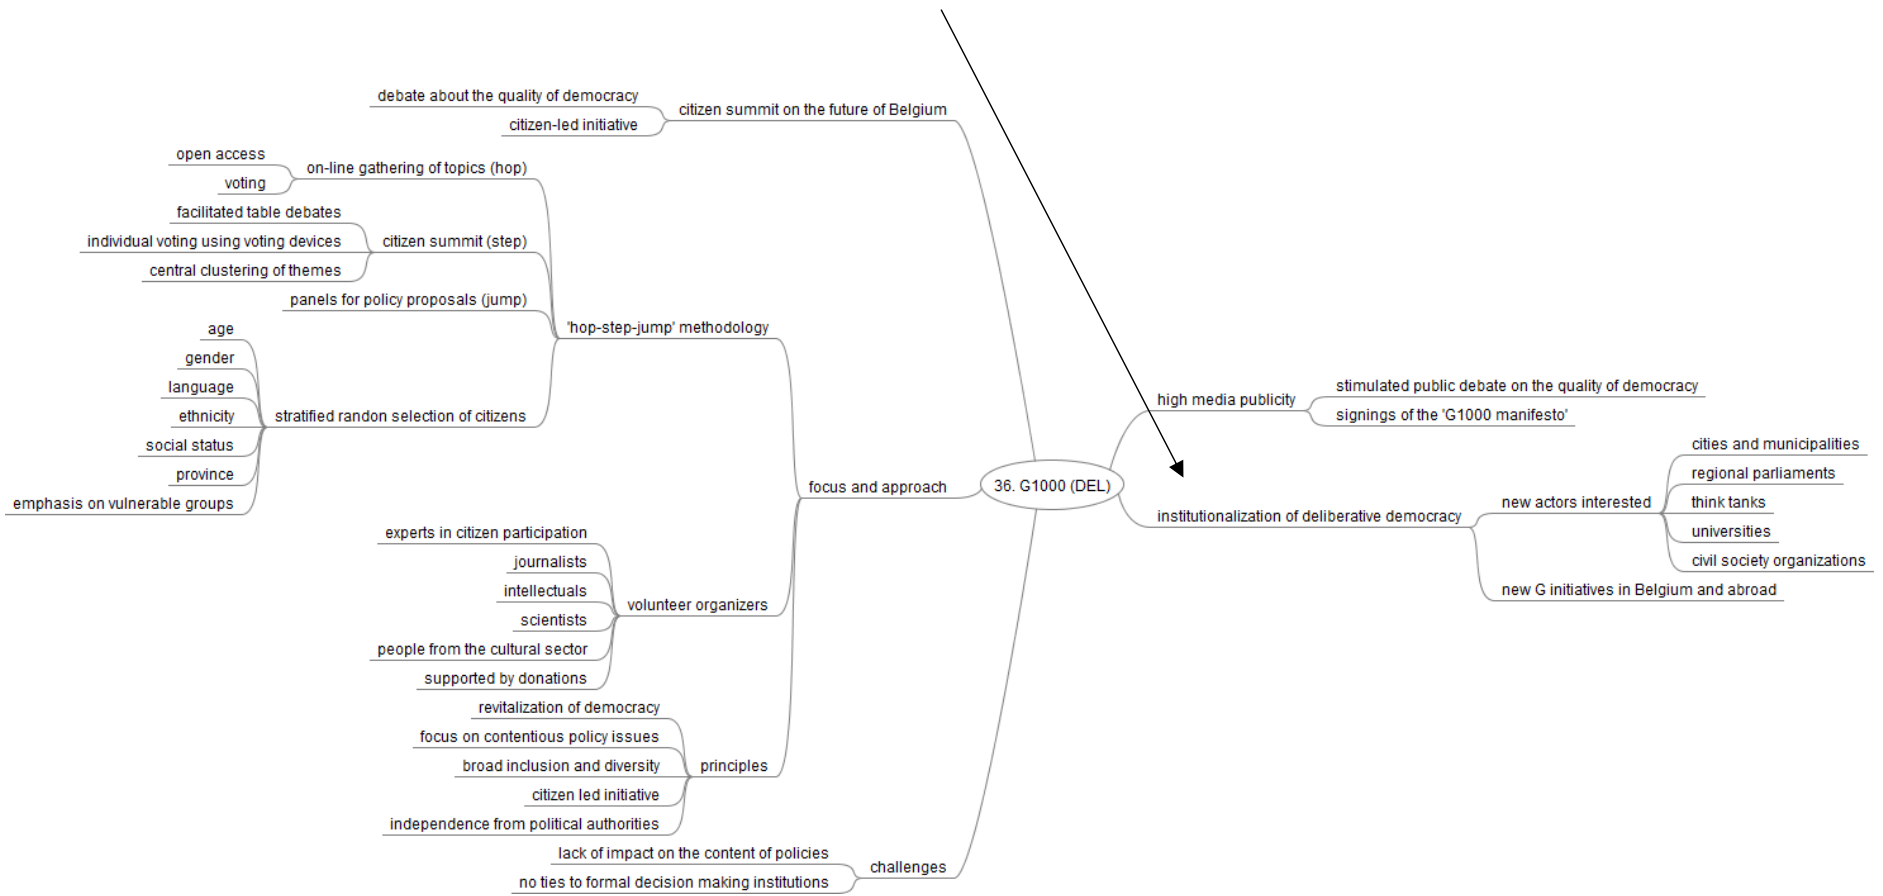 debate about the quality of democracy
citizen-led initiative
citizen summit on the future of Belgium
open access
voting
on-line gathering of topics (hop)
facilitated table debates
individual voting using voting devices
central clustering of themes
citizen summit (step)
panels for policy proposals (jump)
'hop-step-jump' methodology
age
gender
language
ethnicity
social status
province
emphasis on vulnerable groups
stratified randon selection of citizens
focus and approach
experts in citizen participation
journalists
intellectuals
scientists
people from the cultural sector
supported by donations
volunteer organizers
revitalization of democracy
focus on contentious policy issues
broad inclusion and diversity
citizen led initiative
independence from political authorities
principles
lack of impact on the content of policies
no ties to formal decision making institutions
challenges
36. G1000 (DEL)
high media publicity
stimulated public debate on the quality of democracy
signings of the 'G1000 manifesto'
institutionalization of deliberative democracy
new actors interested
cities and municipalities
regional parliaments
think tanks
universities
civil society organizations
new G initiatives in Belgium and abroad